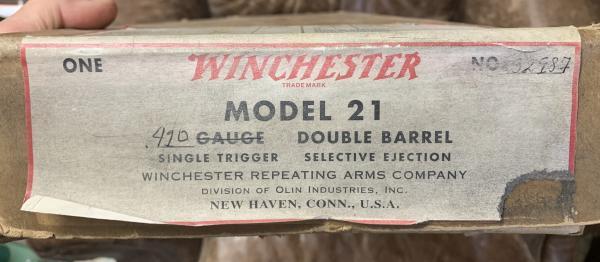 ONE WINCHESTER NO 32987
TRADE MARK
MODEL 21
.410 GAUGE DOUBLE BARREL
SINGLE TRIGGER SELECTIVE EJECTION
WINCHESTER REPEATING ARMS COMPANY
DIVISION OF OLIN INDUSTRIES, INC.
NEW HAVEN, CONN., U.S.A.